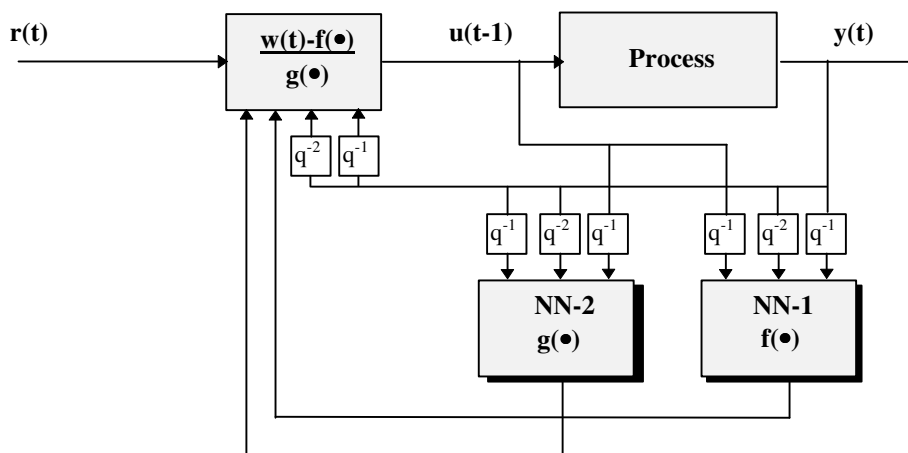 r(t)
w(t)-f(•)
g(•)
u(t-1)
Process
y(t)
q⁻² q⁻¹
q⁻¹ q⁻² q⁻¹ q⁻¹ q⁻² q⁻¹
NN-2
g(•)
NN-1
f(•)